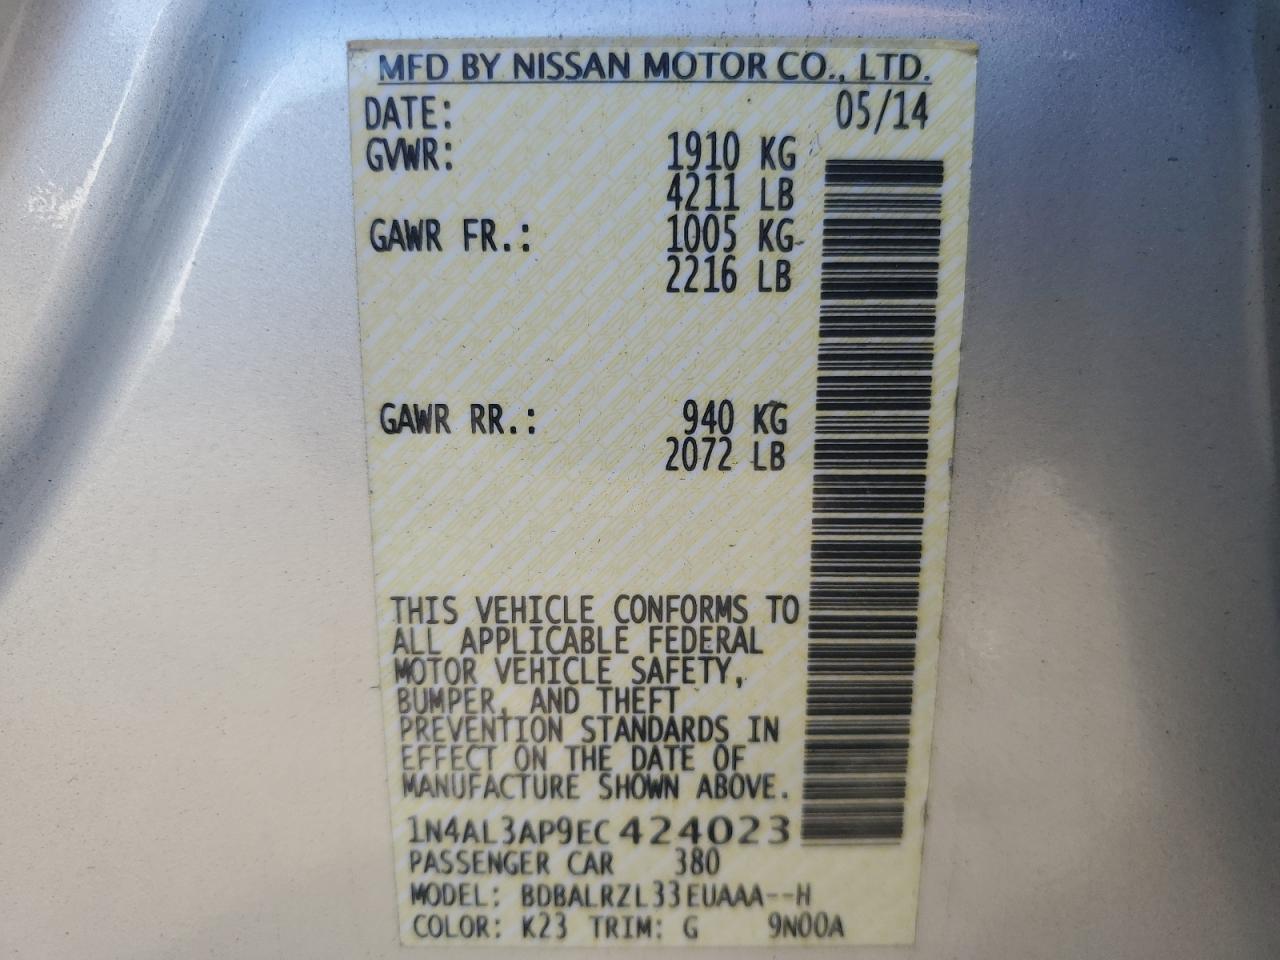 MFD BY NISSAN MOTOR CO., LTD.
DATE: 05/14
GVWR: 1910 KG
4211 LB
GAWR FR.: 1005 KG
2216 LB
GAWR RR.: 940 KG
2072 LB
THIS VEHICLE CONFORMS TO
ALL APPLICABLE FEDERAL
MOTOR VEHICLE SAFETY,
BUMPER, AND THEFT
PREVENTION STANDARDS IN
EFFECT ON THE DATE OF
MANUFACTURE SHOWN ABOVE.
1N4AL3AP9EC424023
PASSENGER CAR 380
MODEL: BDBALRZL33EUAAA--H
COLOR: K23 TRIM: G 9N00A